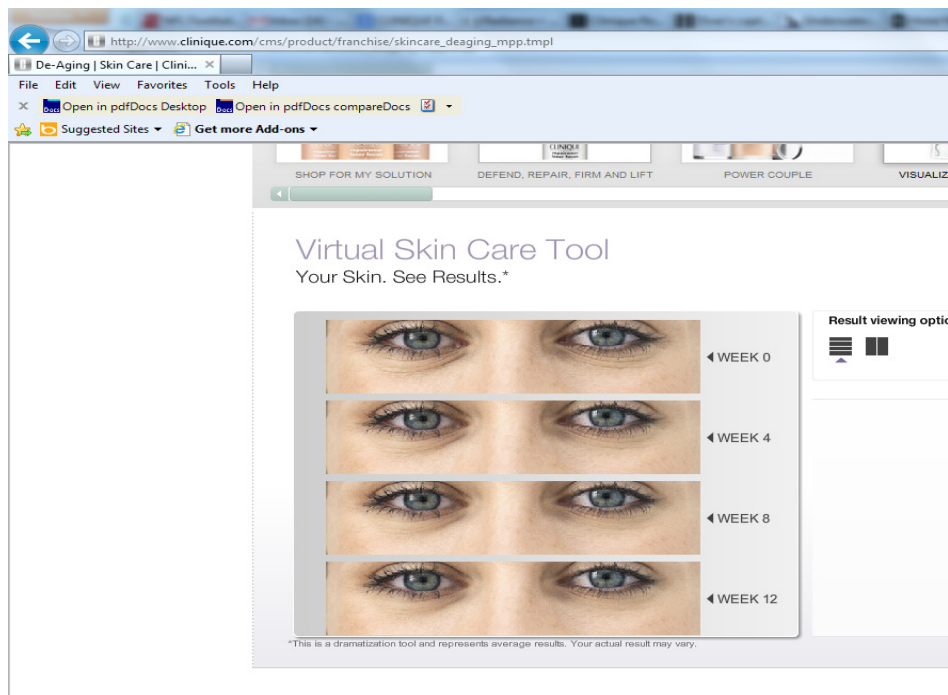 http://www.clinique.com/cms/product/franchise/skincare_deaging_mpp.tmpl
De-Aging | Skin Care | Clini...
File Edit View Favorites Tools Help
Open in pdfDocs Desktop Open in pdfDocs compareDocs
Suggested Sites Get more Add-ons
CLINIQUE
SHOP FOR MY SOLUTION DEFEND, REPAIR, FIRM AND LIFT POWER COUPLE VISUALIZ
Virtual Skin Care Tool
Your Skin. See Results.*
Result viewing optio
WEEK 0
WEEK 4
WEEK 8
WEEK 12
*This is a dramatization tool and represents average results. Your actual result may vary.